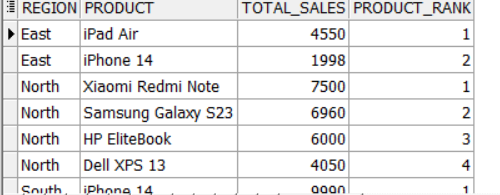 REGION PRODUCT TOTAL_SALES PRODUCT_RANK
East iPad Air 4550 1
East iPhone 14 1998 2
North Xiaomi Redmi Note 7500 1
North Samsung Galaxy S23 6960 2
North HP EliteBook 6000 3
North Dell XPS 13 4050 4
South iPhone 14 9990 1